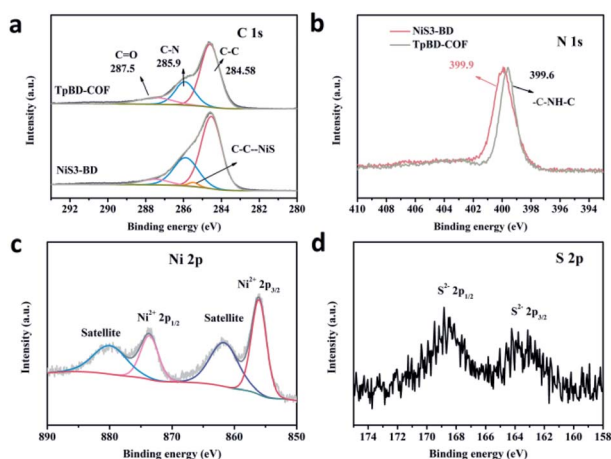 a
C 1s
C=O
287.5
C-N
285.9
C-C
284.58
TpBD-COF
C-C--NiS
NiS3-BD
Intensity (a.u.)
292 290 288 286 284 282 280
Binding energy (eV)
b
N 1s
NiS3-BD
TpBD-COF
399.9
399.6
-C-NH-C
Intensity (a.u.)
410 408 406 404 402 400 398 396 394
Binding energy (eV)
c
Ni 2p
Ni2+ 2p3/2
Ni2+ 2p1/2
Satellite
Satellite
Intensity (a.u.)
890 880 870 860 850
Binding energy (eV)
d
S 2p
S2- 2p1/2
S2- 2p3/2
Intensity (a.u.)
174 172 170 168 166 164 162 160 158
Binding energy (eV)